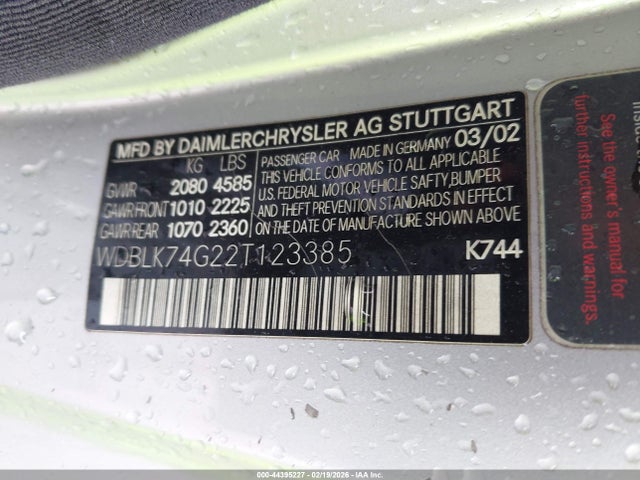 MFD BY DAIMLERCHRYSLER AG STUTTGART
KG LBS
GVWR 2080 4585
GAWR FRONT 1010 2225
GAWR REAR 1070 2360
PASSENGER CAR MADE IN GERMANY 03/02
THIS VEHICLE CONFORMS TO ALL APPLICABLE
U.S. FEDERAL MOTOR VEHICLE SAFTY,BUMPER
AND THEFT PREVENTION STANDARDS IN EFFECT
ON THE DATE OF MANUFACTURE SHOWN ABOVE
WDBLK74G22T123385 K744
See the owner's manual for
further information and
warnings.
000-44395227 - 02/19/2026 - IAA Inc.